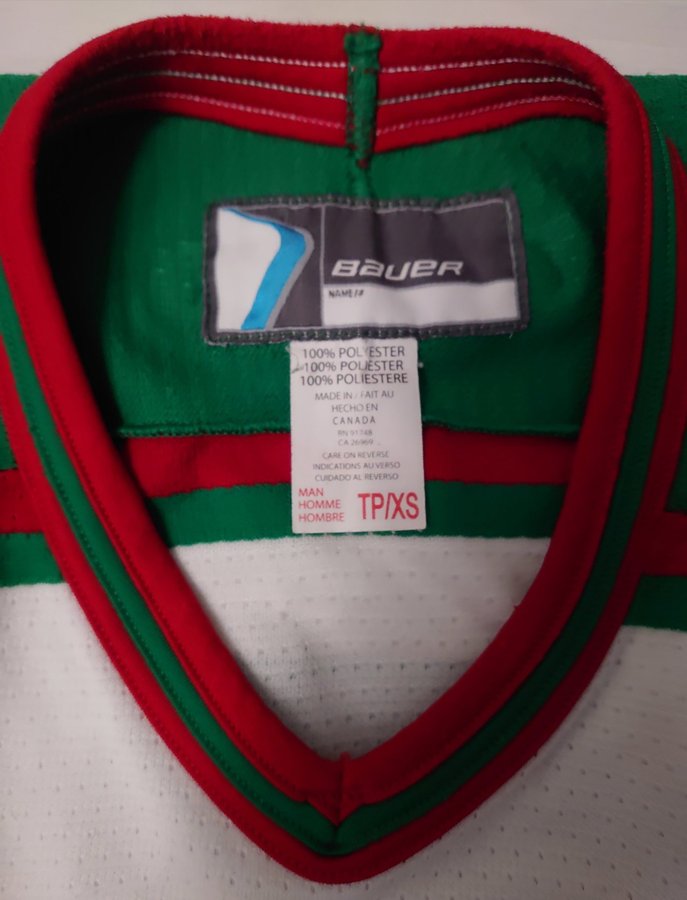 BAUER
NAME/#
100% POLYESTER
100% POLIESTER
100% POLIESTERE
MADE IN / FAIT AU
HECHO EN
CANADA
RN 91748
CA 26969
CARE ON REVERSE
INDICATIONS AU VERSO
CUIDADO AL REVERSO
MAN
HOMME
HOMBRE
TP/XS